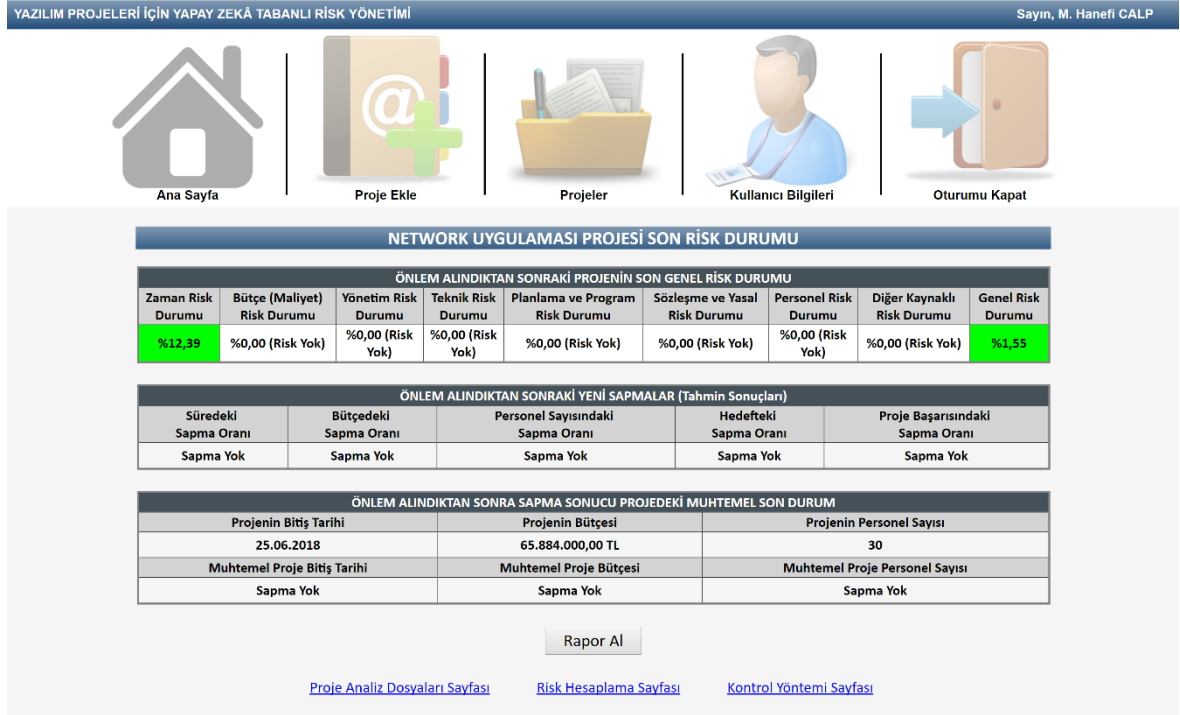 YAZILIM PROJELERİ İÇİN YAPAY ZEKÂ TABANLI RİSK YÖNETİMİ
Sayın, M. Hanefi CALP
@
Ana Sayfa
Proje Ekle
Projeler
Kullanıcı Bilgileri
Oturumu Kapat
NETWORK UYGULAMASI PROJESİ SON RİSK DURUMU
ÖNLEM ALINDIKTAN SONRAKİ PROJENİN SON GENEL RİSK DURUMU
Zaman Risk Durumu
Bütçe (Maliyet) Risk Durumu
Yönetim Risk Durumu
Teknik Risk Durumu
Planlama ve Program Risk Durumu
Sözleşme ve Yasal Risk Durumu
Personel Risk Durumu
Diğer Kaynaklı Risk Durumu
Genel Risk Durumu
%12,39
%0,00 (Risk Yok)
%0,00 (Risk Yok)
%0,00 (Risk Yok)
%0,00 (Risk Yok)
%0,00 (Risk Yok)
%0,00 (Risk Yok)
%0,00 (Risk Yok)
%1,55
ÖNLEM ALINDIKTAN SONRAKİ YENİ SAPMALAR (Tahmin Sonuçları)
Süredeki Sapma Oranı
Bütçedeki Sapma Oranı
Personel Sayısındaki Sapma Oranı
Hedefteki Sapma Oranı
Proje Başarısındaki Sapma Oranı
Sapma Yok
Sapma Yok
Sapma Yok
Sapma Yok
Sapma Yok
ÖNLEM ALINDIKTAN SONRA SAPMA SONUCU PROJEDEKİ MUHTEMEL SON DURUM
Projenin Bitiş Tarihi
Projenin Bütçesi
Projenin Personel Sayısı
25.06.2018
65.884.000,00 TL
30
Muhtemel Proje Bitiş Tarihi
Muhtemel Proje Bütçesi
Muhtemel Proje Personel Sayısı
Sapma Yok
Sapma Yok
Sapma Yok
Rapor Al
Proje Analiz Dosyaları Sayfası
Risk Hesaplama Sayfası
Kontrol Yöntemi Sayfası